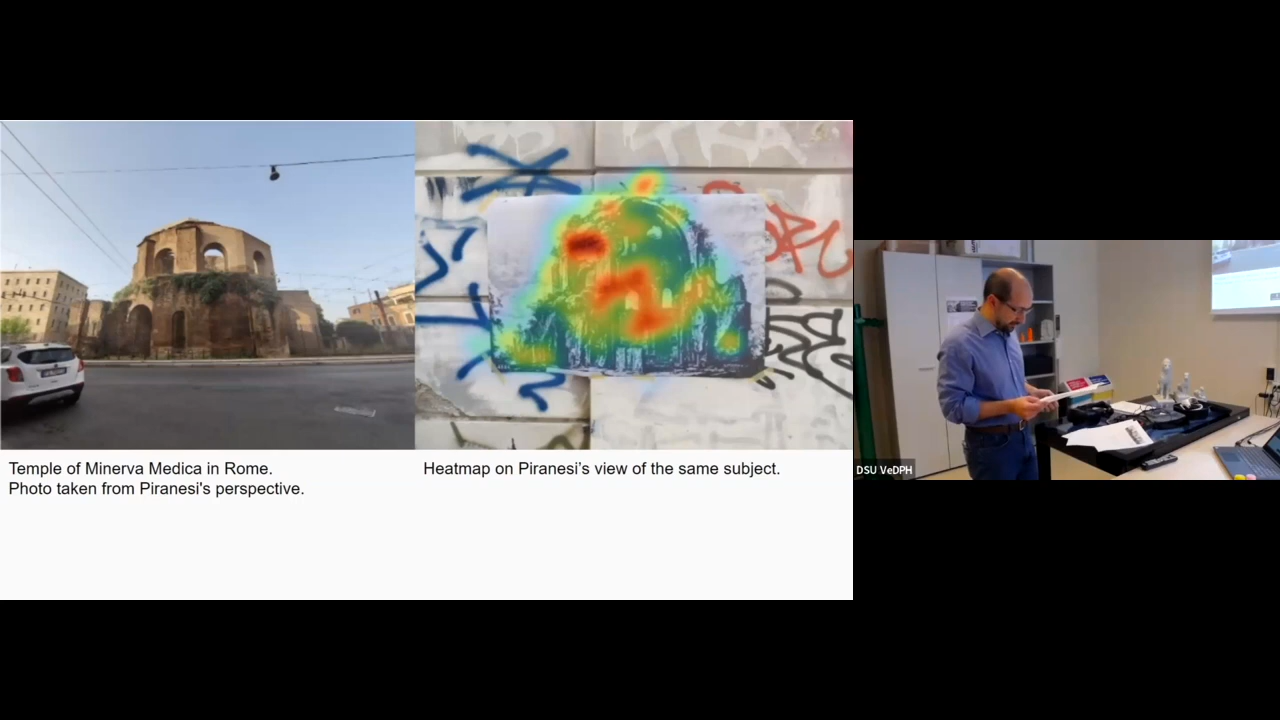 Temple of Minerva Medica in Rome.
Photo taken from Piranesi's perspective.
Heatmap on Piranesi's view of the same subject.
DSU VeDPH